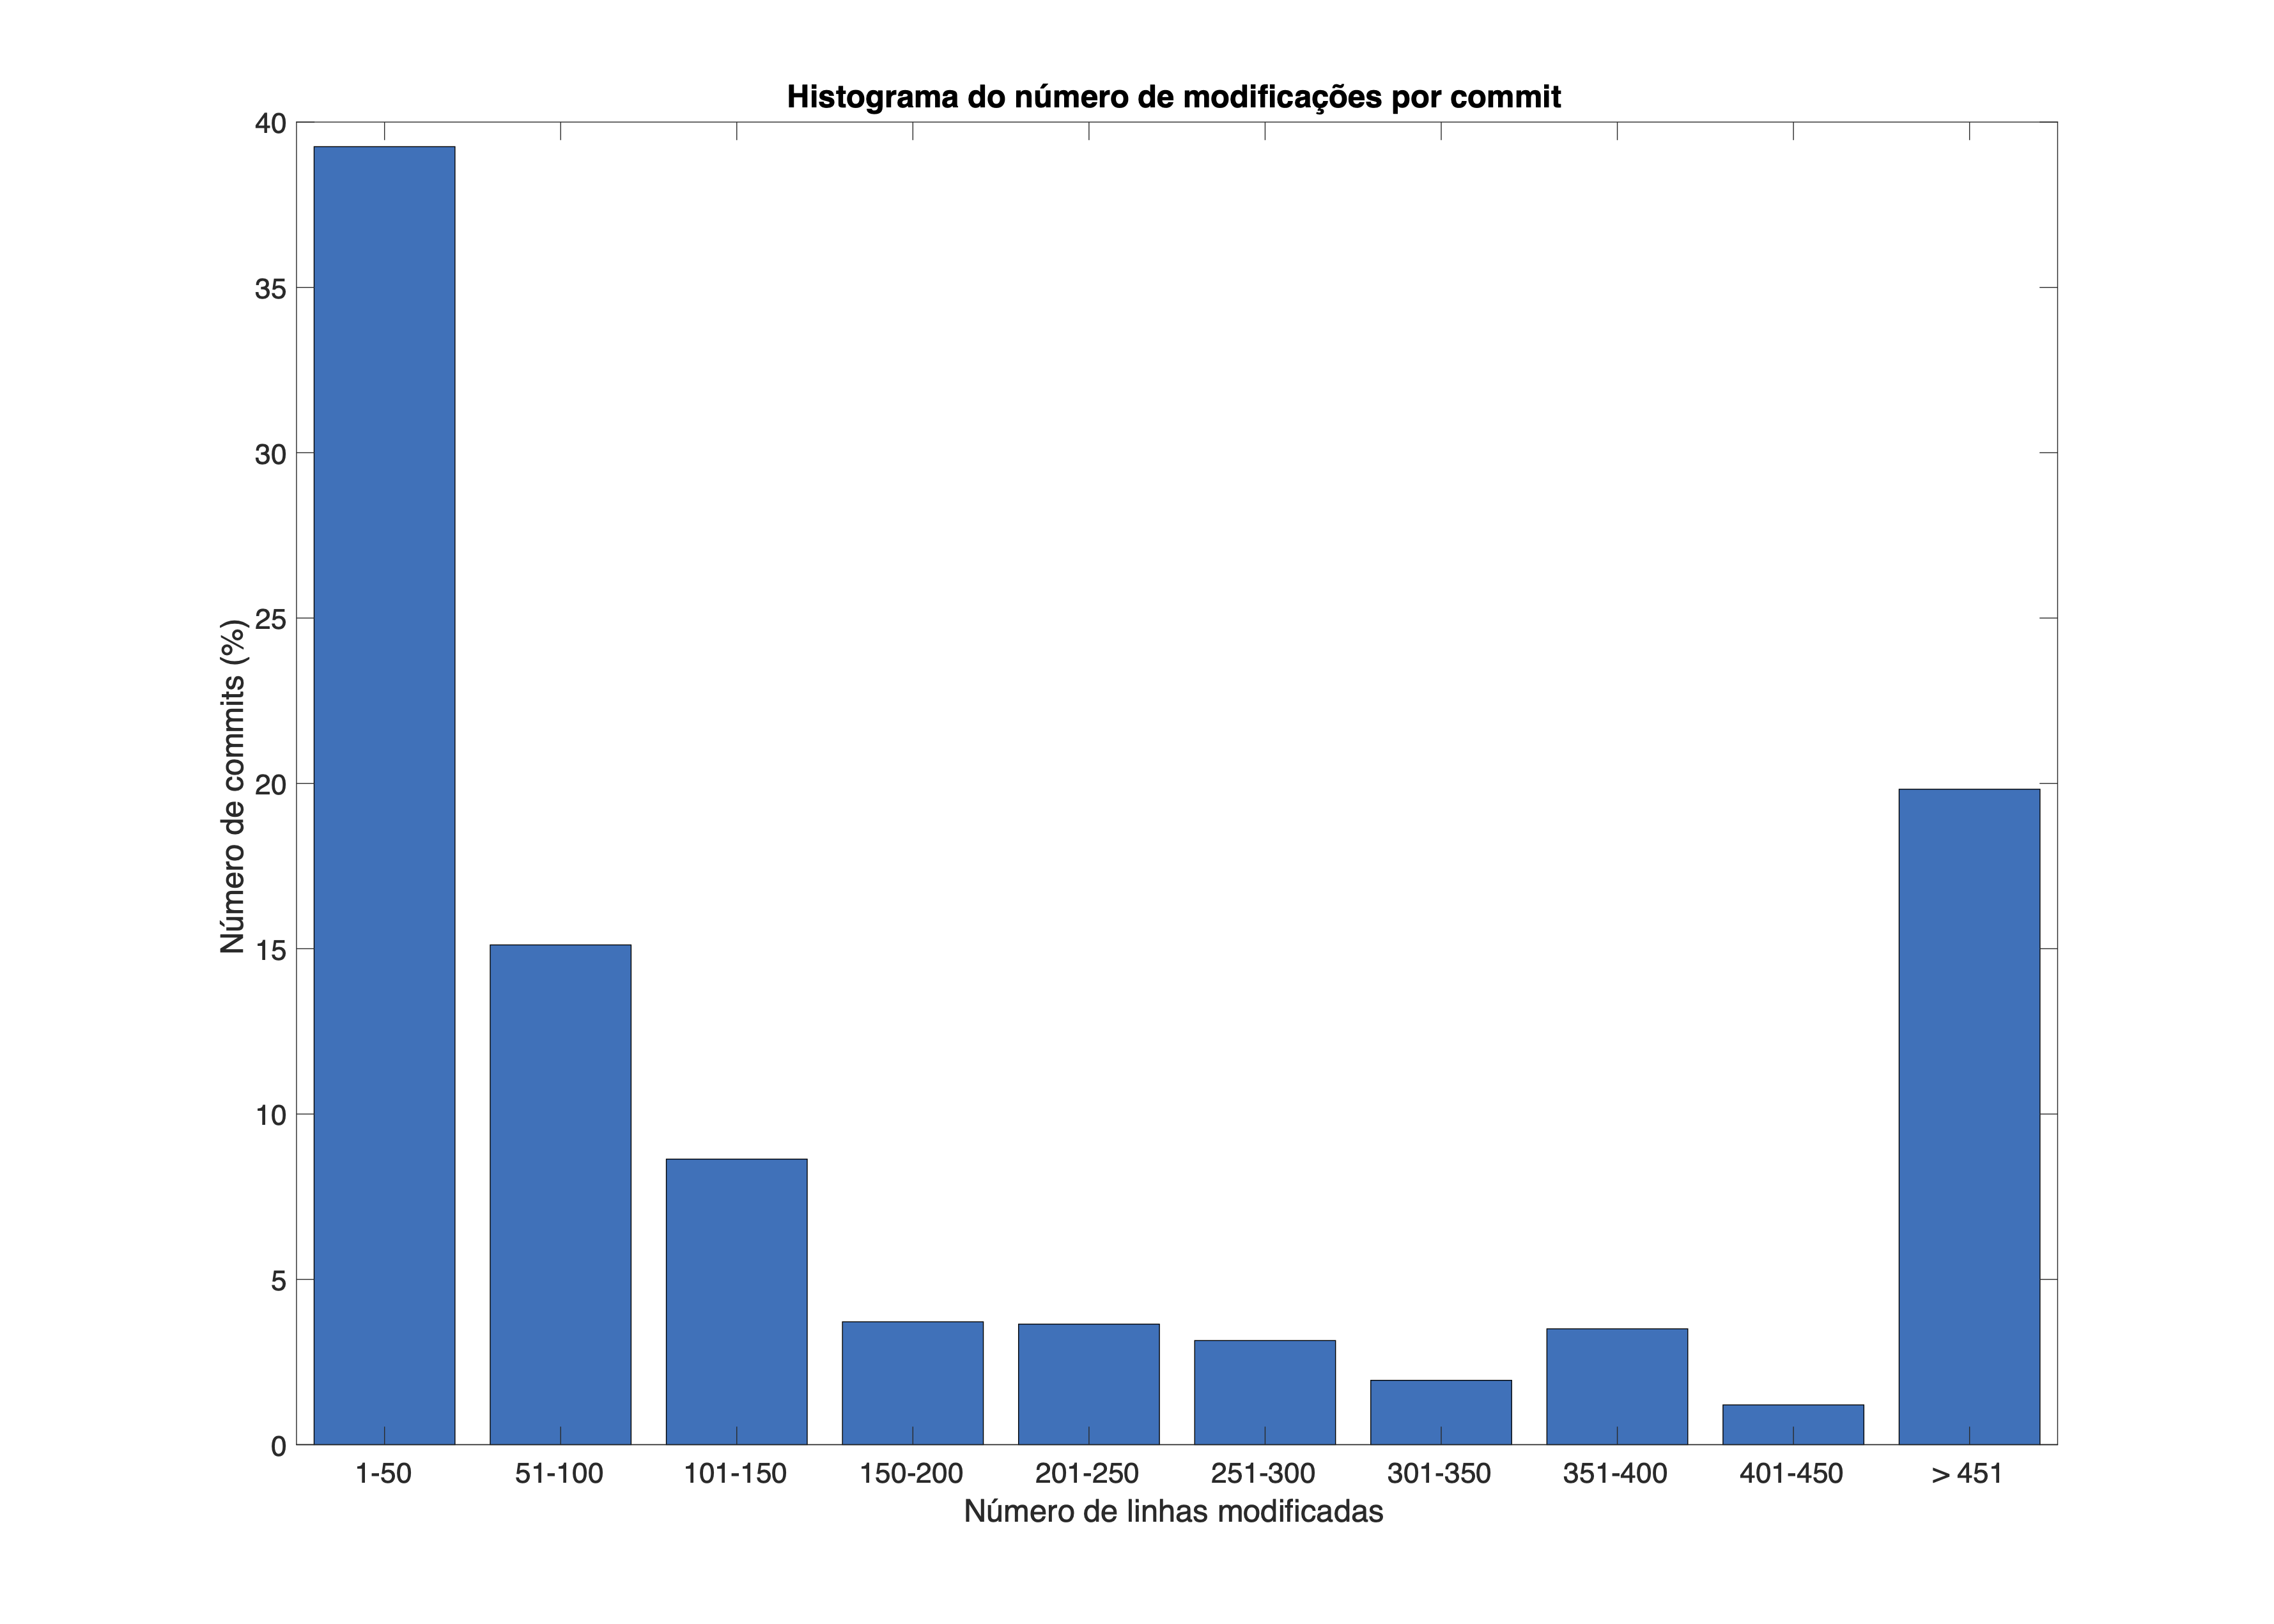 Histograma do número de modificações por commit
40
35
30
25
20
15
10
5
0
Número de commits (%)
1-50 51-100 101-150 150-200 201-250 251-300 301-350 351-400 401-450 > 451
Número de linhas modificadas